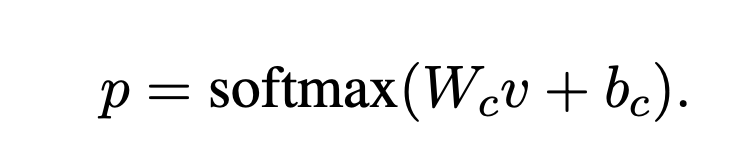 p = softmax(W_c v + b_c).